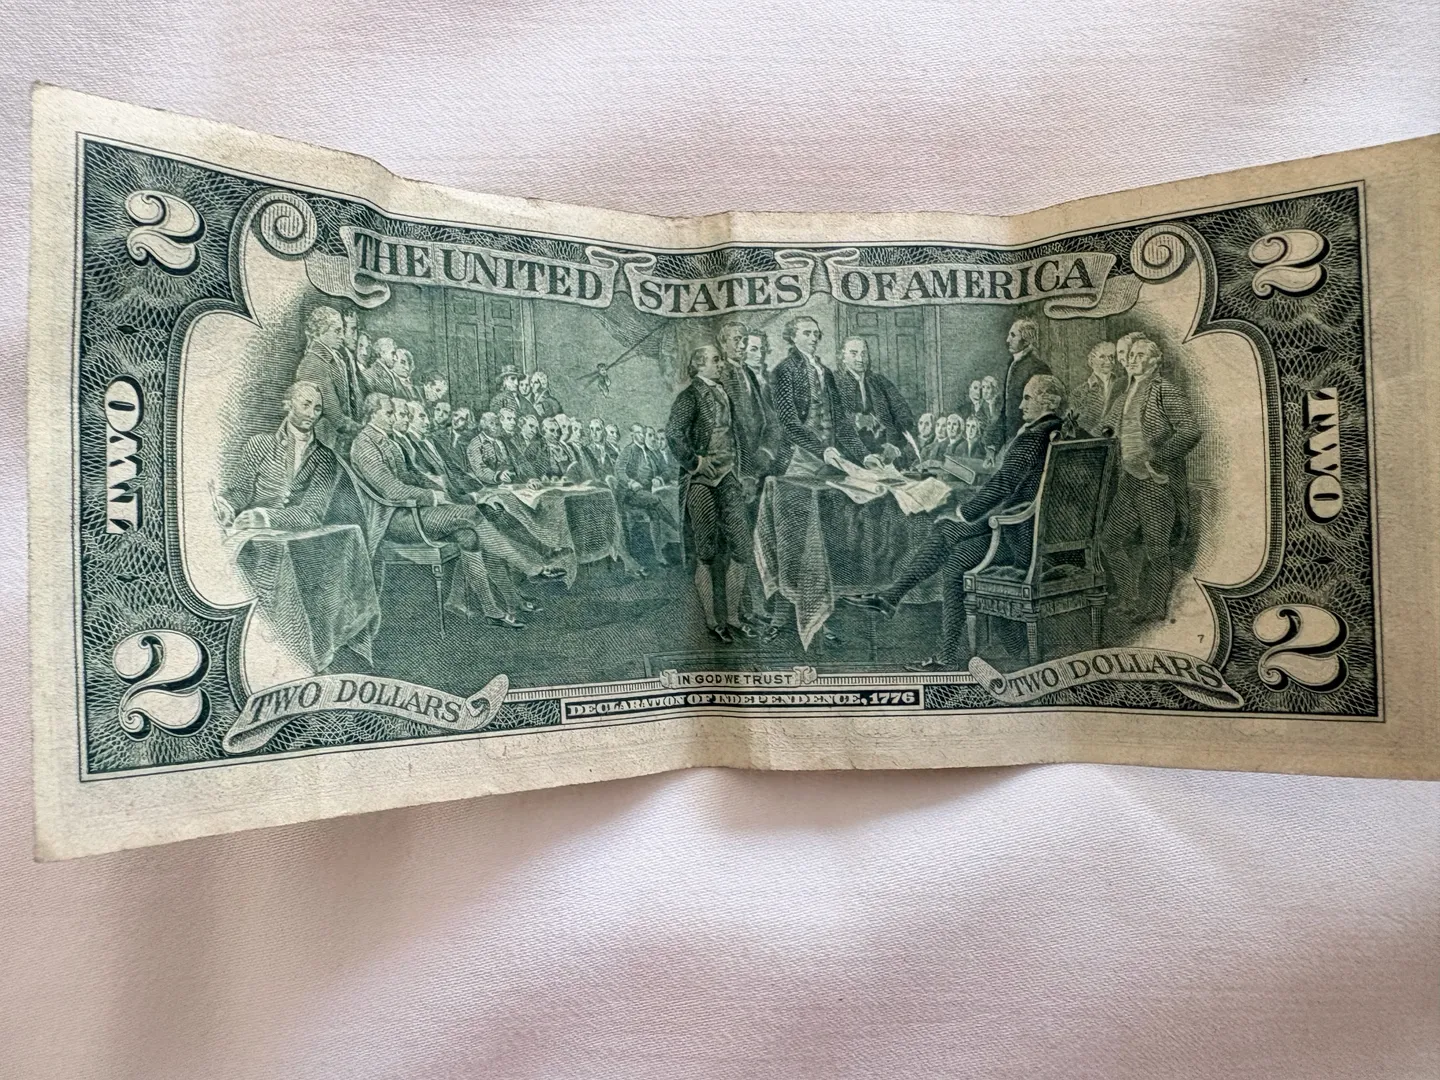 2 2
THE UNITED STATES OF AMERICA
TWO TWO
7
2 2
TWO DOLLARS IN GOD WE TRUST TWO DOLLARS
DECLARATION OF INDEPENDENCE, 1776